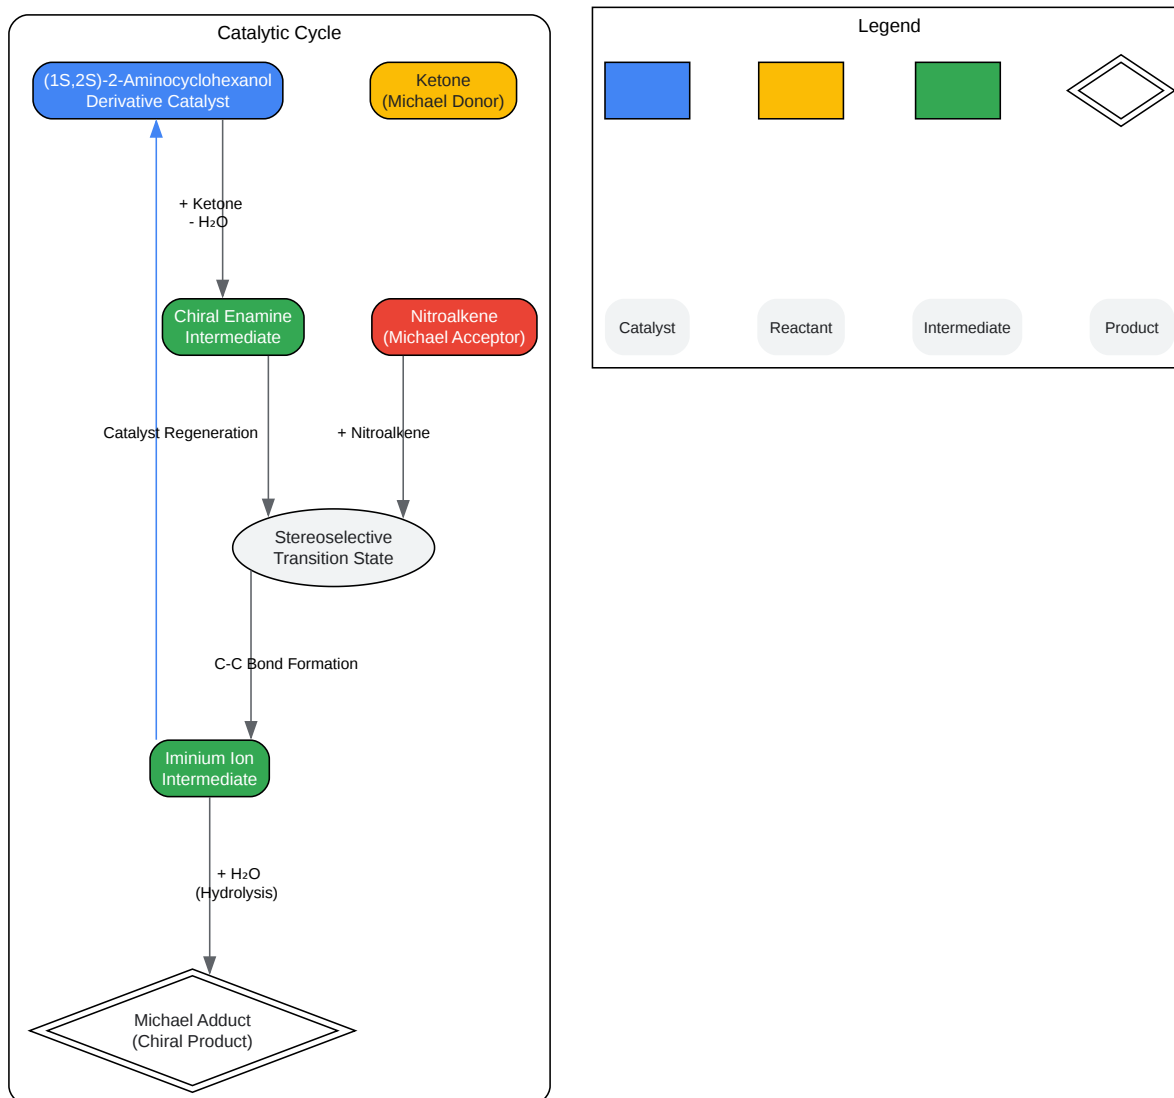 Catalytic Cycle
(1S,2S)-2-Aminocyclohexanol
Derivative Catalyst
Ketone
(Michael Donor)
+ Ketone
- H₂O
Chiral Enamine
Intermediate
Nitroalkene
(Michael Acceptor)
Catalyst Regeneration
+ Nitroalkene
Stereoselective
Transition State
C-C Bond Formation
Iminium Ion
Intermediate
+ H₂O
(Hydrolysis)
Michael Adduct
(Chiral Product)
Legend
Catalyst
Reactant
Intermediate
Product